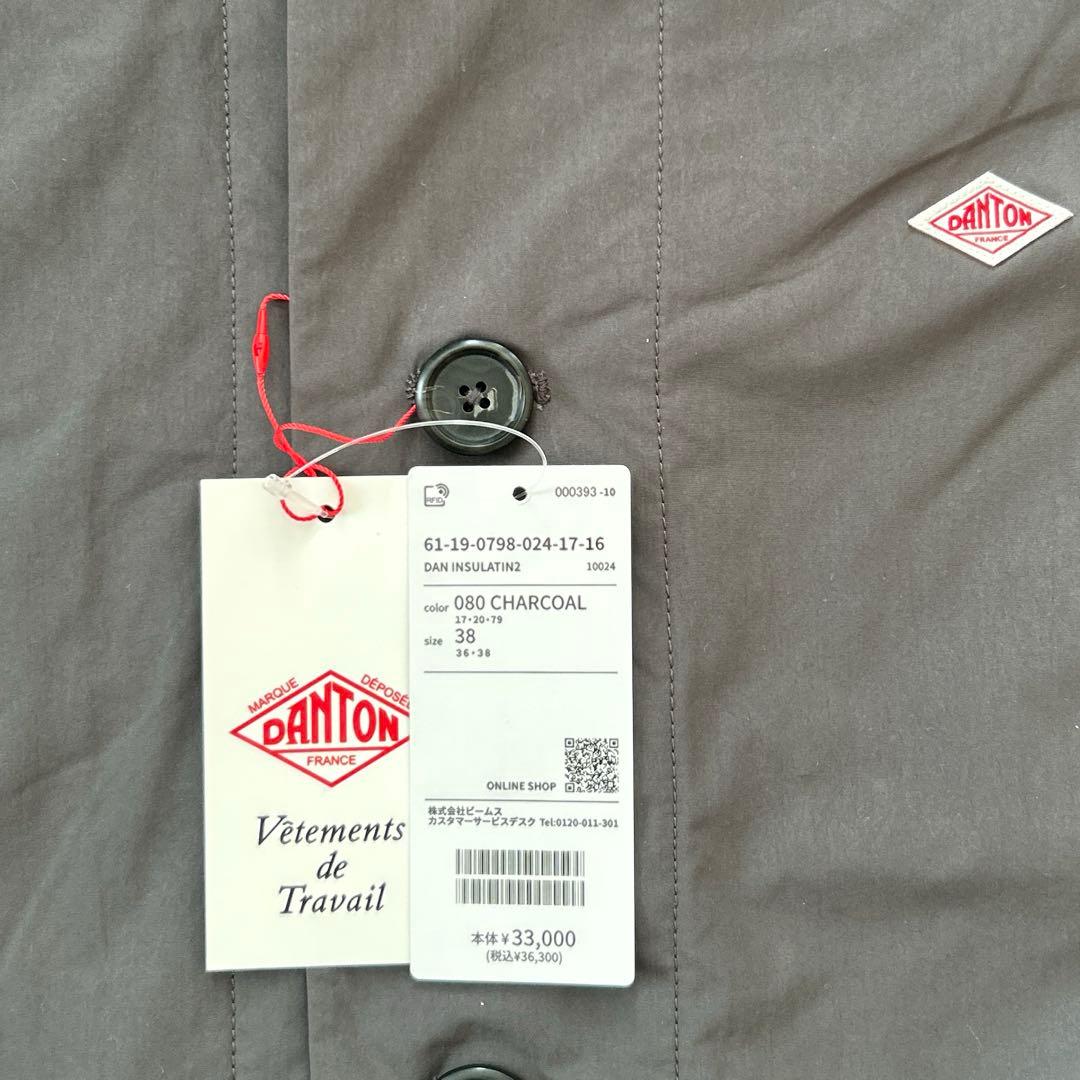 DANTON
FRANCE
RFID
000393 -10
61-19-0798-024-17-16
DAN INSULATIN2 10024
color 080 CHARCOAL
17・20・79
size 38
36・38
ONLINE SHOP
株式会社ビームス
カスタマーサービスデスク Tel:0120-011-301
本体¥33,000
(税込¥36,300)
MARQUE DÉPOSÉE
DANTON
FRANCE
Vêtements
de
Travail